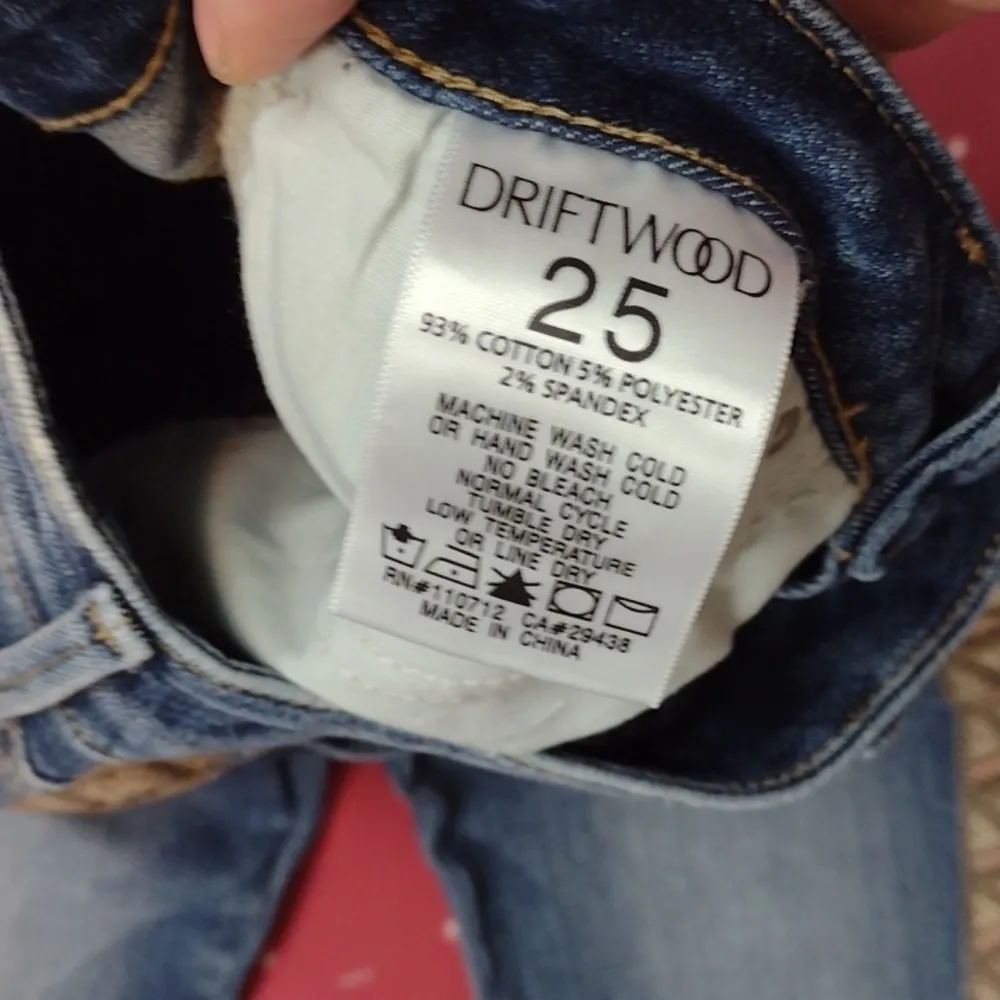 DRIFTWOOD
25
93% COTTON 5% POLYESTER
2% SPANDEX
MACHINE WASH COLD
OR HAND WASH COLD
NO BLEACH
NORMAL CYCLE
TUMBLE DRY
LOW TEMPERATURE
OR LINE DRY
RN#110712 CA#29438
MADE IN CHINA